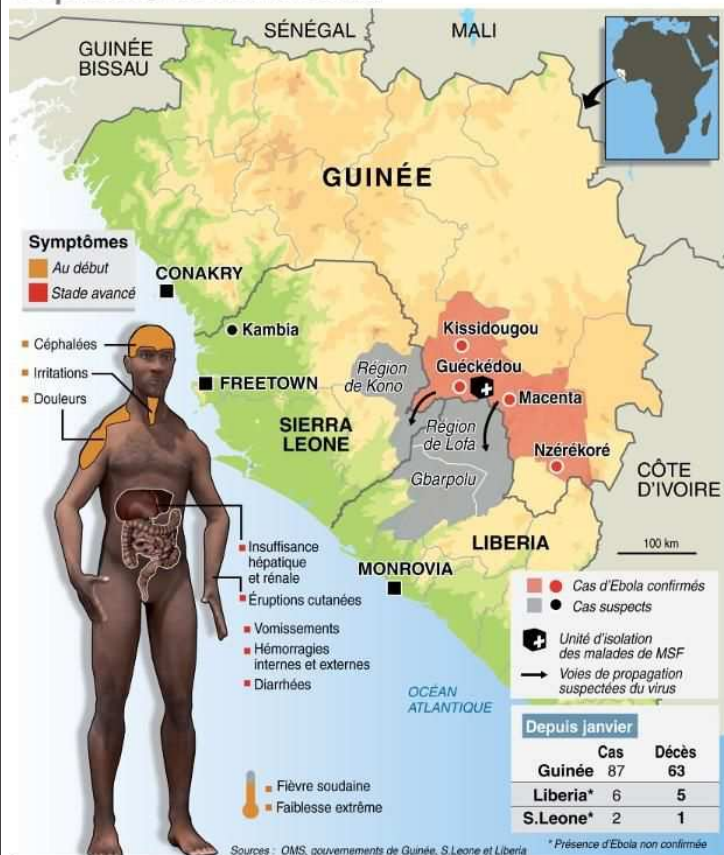 SÉNÉGAL
MALI
GUINÉE
BISSAU
GUINÉE
Symptômes
Au début
Stade avancé
CONAKRY
Kambia
Kissidougou
Guéckédou
Macenta
Nzérékoré
Région
de Kono
FREETOWN
SIERRA
LEONE
Région
de Lofa
Gbarpolu
CÔTE
D'IVOIRE
LIBERIA
MONROVIA
100 km
Céphalées
Irritations
Douleurs
Insuffisance
hépatique
et rénale
Éruptions cutanées
Vomissements
Hémorragies
internes et externes
Diarrhées
Fièvre soudaine
Faiblesse extrême
OCÉAN
ATLANTIQUE
Cas d'Ebola confirmés
Cas suspects
Unité d'isolation
des malades de MSF
Voies de propagation
suspectées du virus
Depuis janvier
Cas Décès
Guinée 87 63
Liberia* 6 5
S.Leone* 2 1
* Présence d'Ebola non confirmée
Sources : OMS, gouvernements de Guinée, S.Leone et Liberia